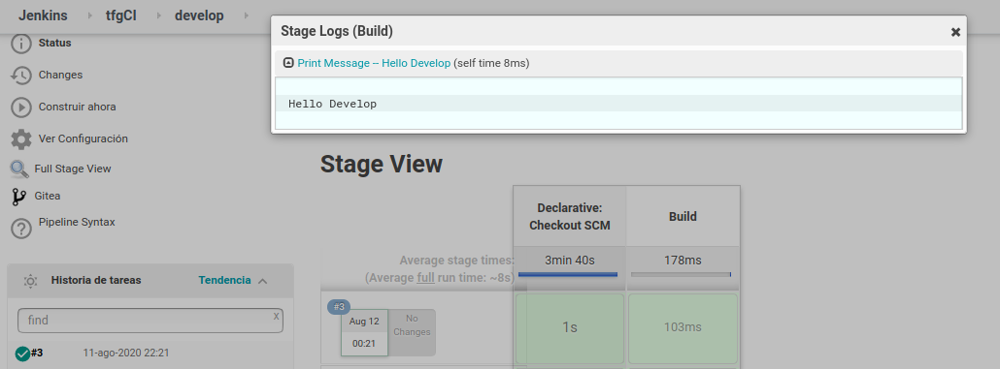 Jenkins tfgCI develop
Stage Logs (Build)
Print Message -- Hello Develop (self time 8ms)
Hello Develop
Status
Changes
Construir ahora
Ver Configuración
Full Stage View
Gitea
Pipeline Syntax
Historia de tareas Tendencia
find x
#3 11-ago-2020 22:21
Stage View
Declarative:
Checkout SCM
Build
Average stage times:
(Average full run time: ~8s)
3min 40s
178ms
#3
Aug 12
00:21
No
Changes
1s
103ms